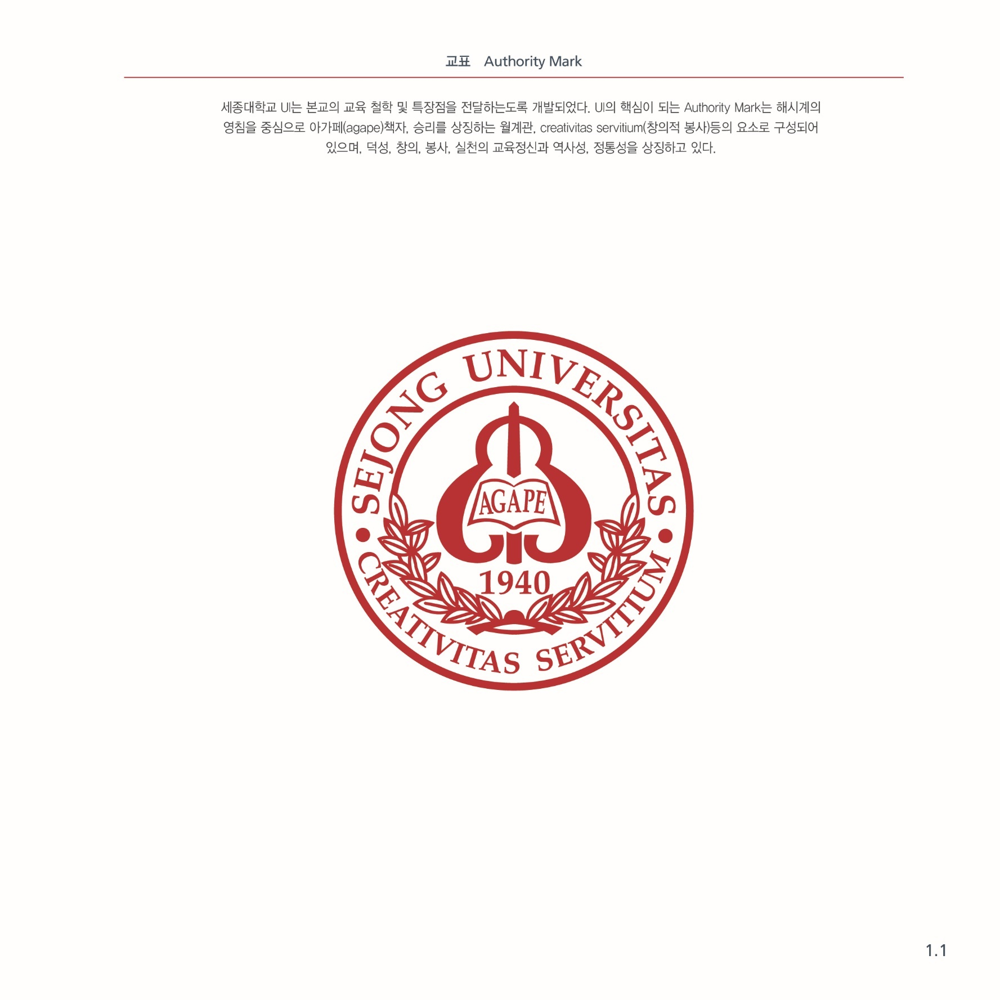 교표 Authority Mark
세종대학교 UI는 본교의 교육 철학 및 특장점을 전달하는도록 개발되었다. UI의 핵심이 되는 Authority Mark는 해시계의
영침을 중심으로 아가페(agape)책자, 승리를 상징하는 월계관, creativitas servitium(창의적 봉사)등의 요소로 구성되어
있으며, 덕성, 창의, 봉사, 실천의 교육정신과 역사성, 정통성을 상징하고 있다.
SEJONG UNIVERSITAS
AGAPE
1940
CREATIVITAS SERVITIUM
1.1